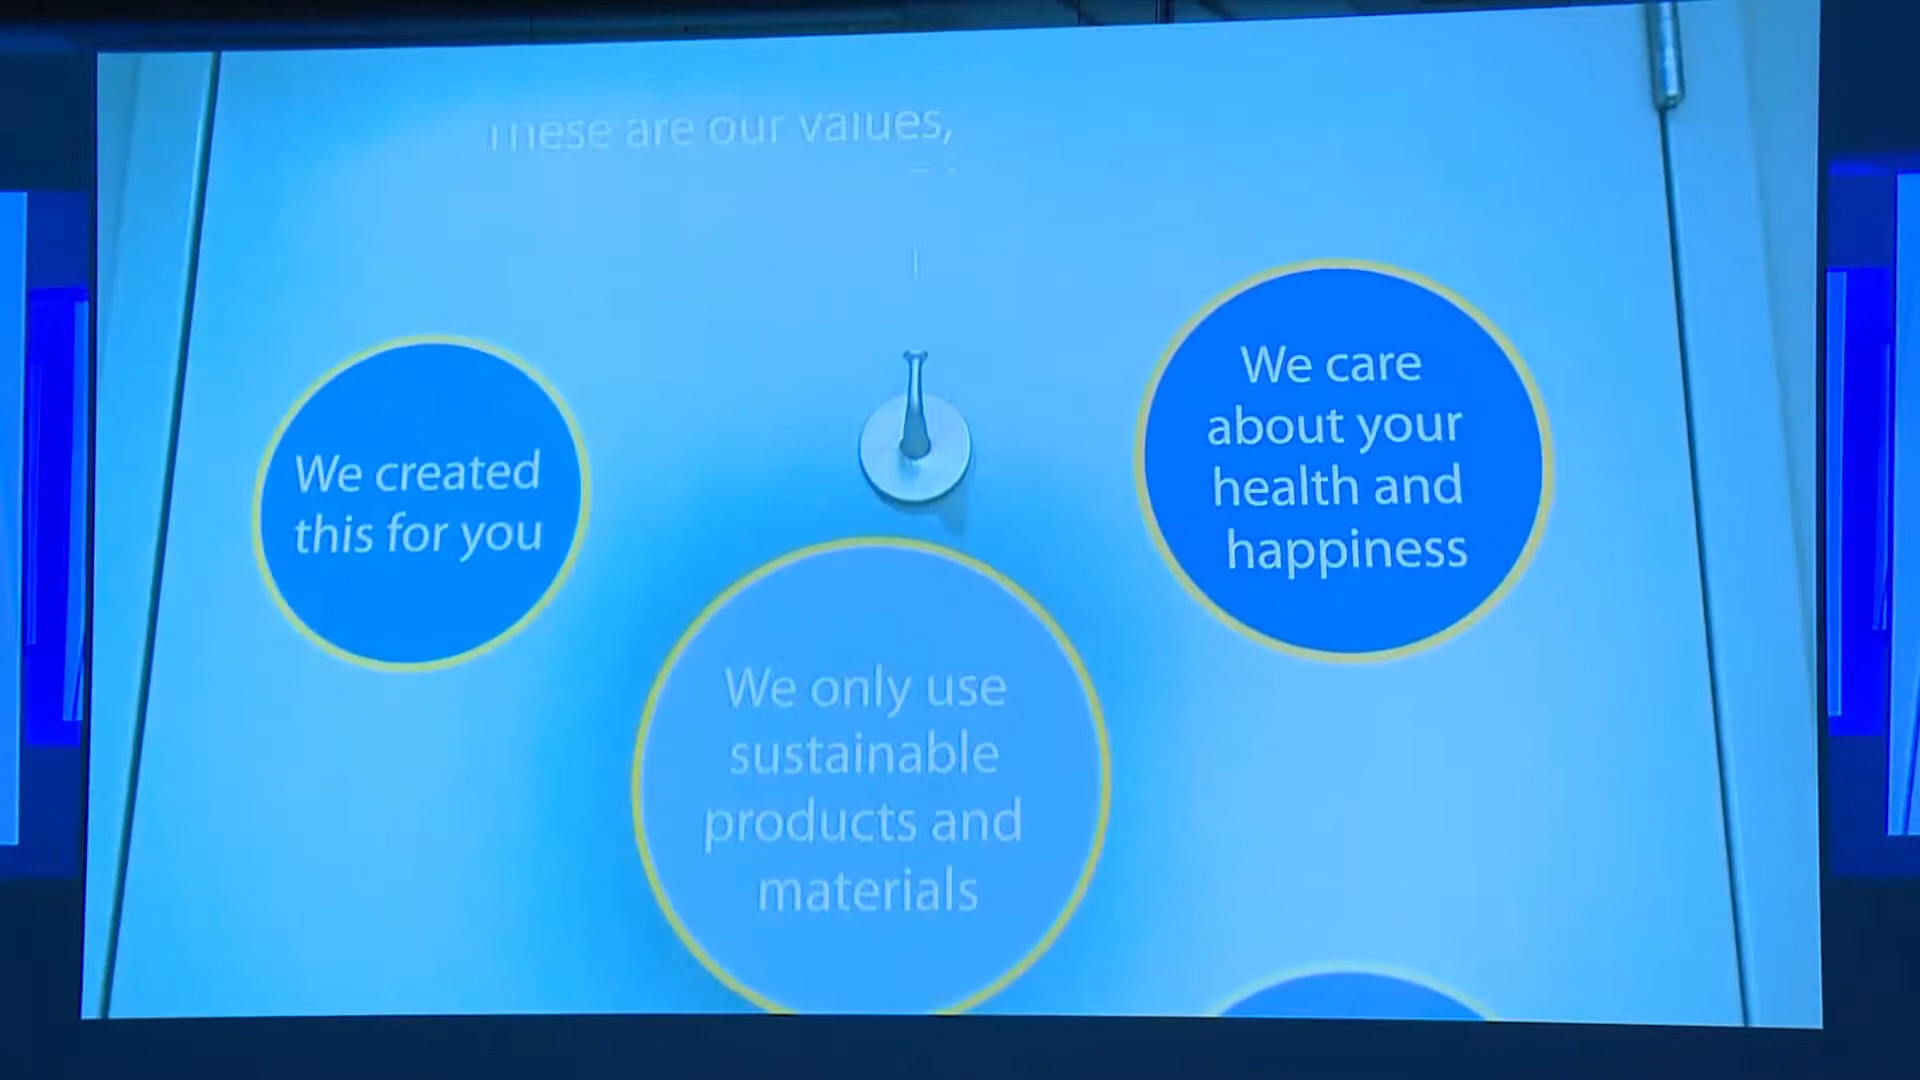 These are our values,
We created
this for you
We care
about your
health and
happiness
We only use
sustainable
products and
materials